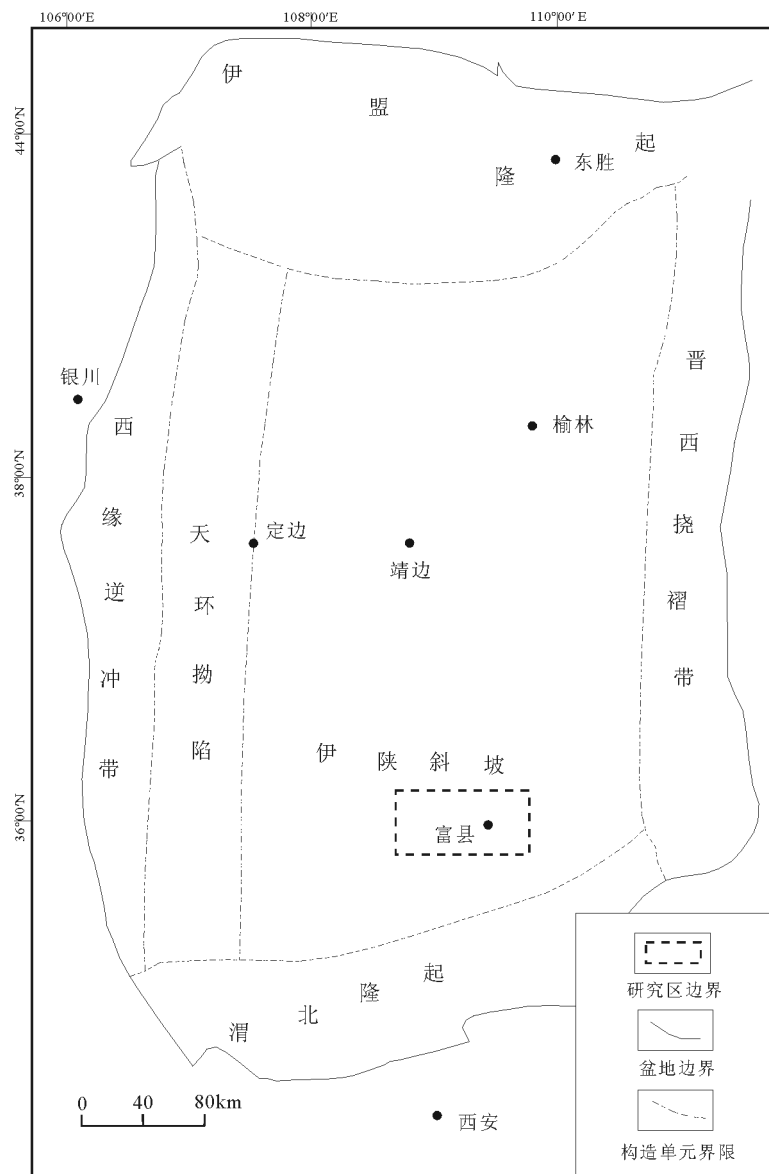 106°00′E 108°00′E 110°00′E
44°00′N
38°00′N
36°00′N
伊盟隆起
东胜
银川
榆林
西缘逆冲带
天环拗陷
定边
靖边
晋西挠褶带
伊陕斜坡
富县
渭北隆起
西安
0 40 80km
研究区边界
盆地边界
构造单元界限